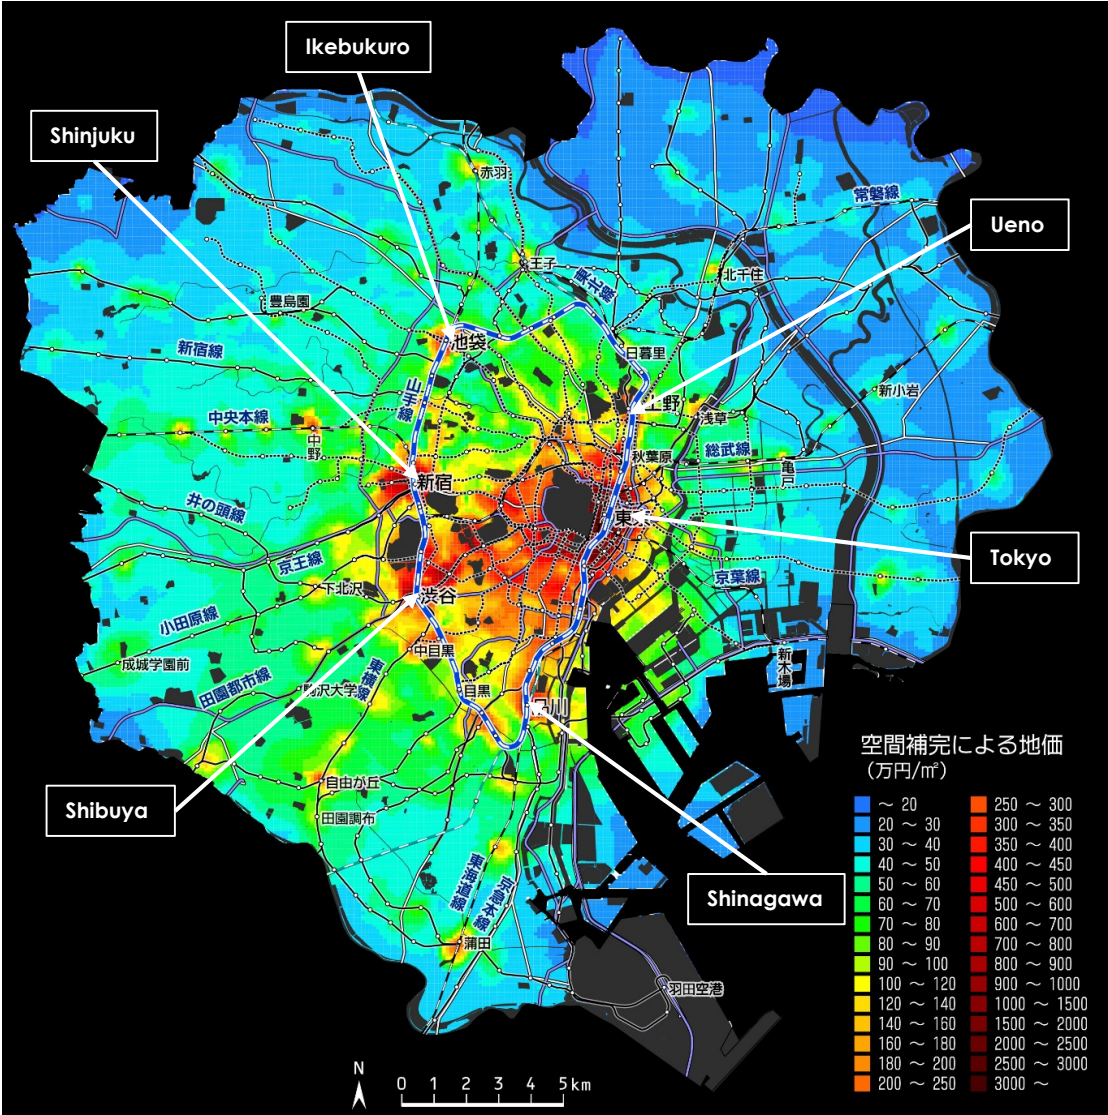 Ikebukuro
Shinjuku
Ueno
Tokyo
Shibuya
Shinagawa
赤羽
王子
東北線
常磐線
北千住
豊島園
池袋
日暮里
新宿線
山手線
上野
新小岩
中央本線
中野
浅草
秋葉原
総武線
亀戸
新宿
井の頭線
東
京王線
京葉線
下北沢
渋谷
小田原線
中目黒
成城学園前
新木場
田園都市線
駒沢大学
東横線
目黒
川
自由が丘
田園調布
東海道線
京急本線
蒲田
羽田空港
空間補完による地価
(万円/㎡)
～ 20
20 ～ 30
30 ～ 40
40 ～ 50
50 ～ 60
60 ～ 70
70 ～ 80
80 ～ 90
90 ～ 100
100 ～ 120
120 ～ 140
140 ～ 160
160 ～ 180
180 ～ 200
200 ～ 250
250 ～ 300
300 ～ 350
350 ～ 400
400 ～ 450
450 ～ 500
500 ～ 600
600 ～ 700
700 ～ 800
800 ～ 900
900 ～ 1000
1000 ～ 1500
1500 ～ 2000
2000 ～ 2500
2500 ～ 3000
3000 ～
N
0 1 2 3 4 5km